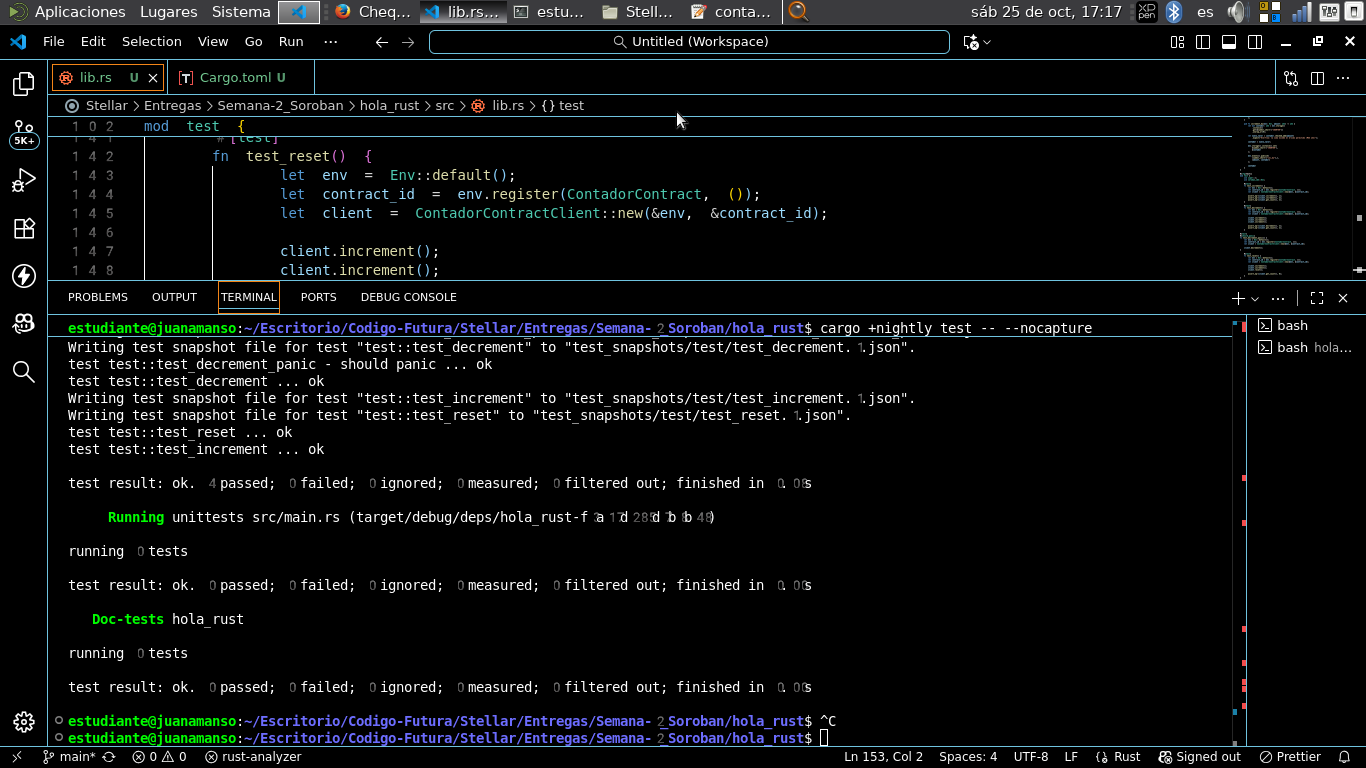 Aplicaciones Lugares Sistema Cheq... lib.rs... estu... Stell... conta... sáb 25 de oct, 17:17 es
File Edit Selection View Go Run ··· Untitled (Workspace)
lib.rs U Cargo.toml U
Stellar > Entregas > Semana-2_Soroban > hola_rust > src > lib.rs > {} test
102 mod test {
141 #[test]
142 fn test_reset() {
143 let env = Env::default();
144 let contract_id = env.register(ContadorContract, ());
145 let client = ContadorContractClient::new(&env, &contract_id);
146
147 client.increment();
148 client.increment();
PROBLEMS OUTPUT TERMINAL PORTS DEBUG CONSOLE
estudiante@juanamanso:~/Escritorio/Codigo-Futura/Stellar/Entregas/Semana-2_Soroban/hola_rust$ cargo +nightly test -- --nocapture
Writing test snapshot file for test "test::test_decrement" to "test_snapshots/test/test_decrement.1.json".
test test::test_decrement_panic - should panic ... ok
test test::test_decrement ... ok
Writing test snapshot file for test "test::test_increment" to "test_snapshots/test/test_increment.1.json".
Writing test snapshot file for test "test::test_reset" to "test_snapshots/test/test_reset.1.json".
test test::test_reset ... ok
test test::test_increment ... ok
test result: ok. 4 passed; 0 failed; 0 ignored; 0 measured; 0 filtered out; finished in 0.00s
Running unittests src/main.rs
running 0 tests
test result: ok. 0 passed; 0 failed; 0 ignored; 0 measured; 0 filtered out; finished in 0.00s
Doc-tests hola_rust
running 0 tests
test result: ok. 0 passed; 0 failed; 0 ignored; 0 measured; 0 filtered out; finished in 0.00s
estudiante@juanamanso:~/Escritorio/Codigo-Futura/Stellar/Entregas/Semana-2_Soroban/hola_rust$ ^C
estudiante@juanamanso:~/Escritorio/Codigo-Futura/Stellar/Entregas/Semana-2_Soroban/hola_rust$
bash
bash hola...
5K+
main* 0 0 rust-analyzer Ln 153, Col 2 Spaces: 4 UTF-8 LF {} Rust Signed out Prettier